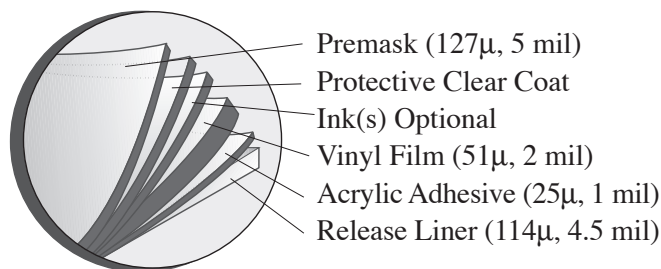 Premask (127µ, 5 mil)
Protective Clear Coat
Ink(s) Optional
Vinyl Film (51µ, 2 mil)
Acrylic Adhesive (25µ, 1 mil)
Release Liner (114µ, 4.5 mil)